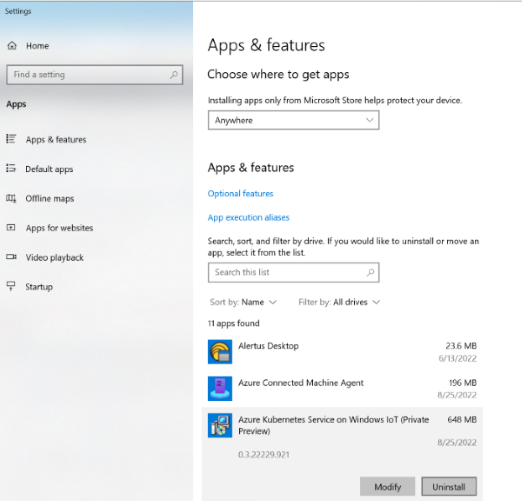 Settings
Home
Find a setting
Apps
Apps & features
Default apps
Offline maps
Apps for websites
Video playback
Startup
Apps & features
Choose where to get apps
Installing apps only from Microsoft Store helps protect your device.
Anywhere
Apps & features
Optional features
App execution aliases
Search, sort, and filter by drive. If you would like to uninstall or move an
app, select it from the list.
Search this list
Sort by: Name Filter by: All drives
11 apps found
Alertus Desktop 23.6 MB
6/13/2022
Azure Connected Machine Agent 196 MB
8/25/2022
Azure Kubernetes Service on Windows IoT (Private 648 MB
Preview)
8/25/2022
0.3.22229.921
Modify Uninstall